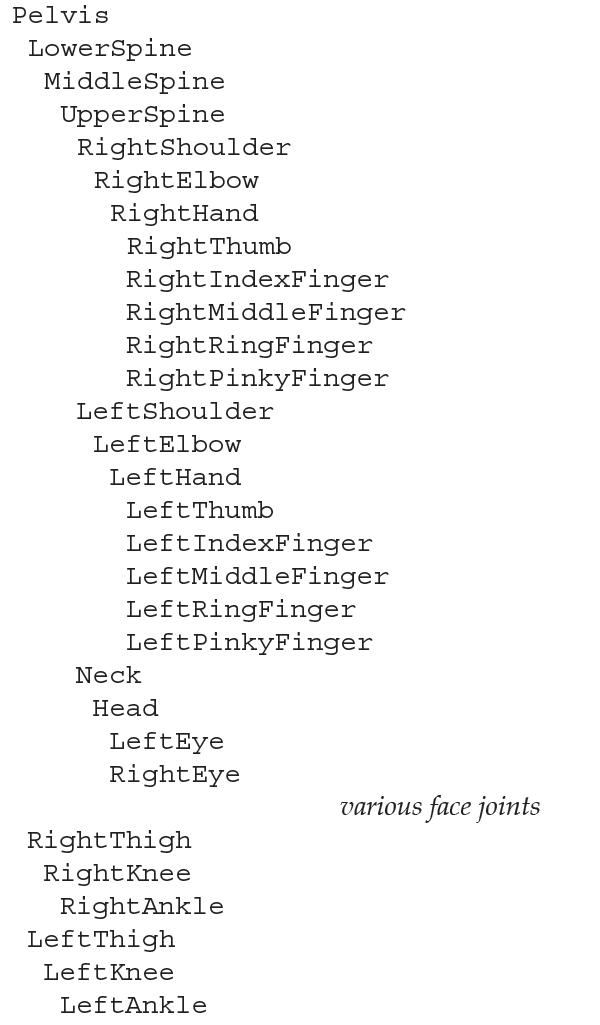 Pelvis
 LowerSpine
  MiddleSpine
   UpperSpine
    RightShoulder
     RightElbow
      RightHand
       RightThumb
       RightIndexFinger
       RightMiddleFinger
       RightRingFinger
       RightPinkyFinger
    LeftShoulder
     LeftElbow
      LeftHand
       LeftThumb
       LeftIndexFinger
       LeftMiddleFinger
       LeftRingFinger
       LeftPinkyFinger
    Neck
     Head
      LeftEye
      RightEye
                    various face joints
 RightThigh
  RightKnee
   RightAnkle
 LeftThigh
  LeftKnee
   LeftAnkle